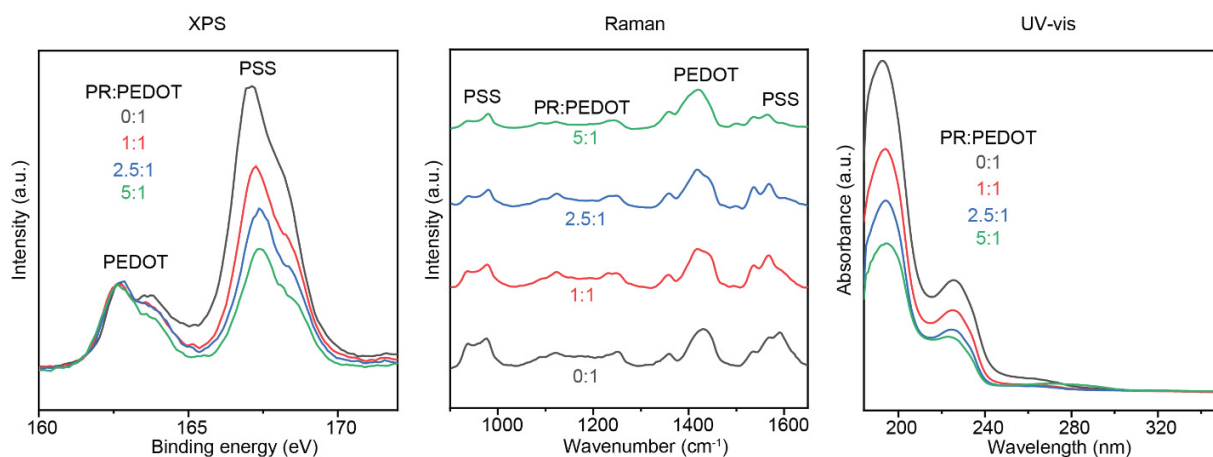 XPS
Raman
UV-vis
Intensity (a.u.)
PR:PEDOT
0:1
1:1
2.5:1
5:1
PEDOT
PSS
160
165
170
Binding energy (eV)
Intensity (a.u.)
PSS
PR:PEDOT
PEDOT
PSS
5:1
2.5:1
1:1
0:1
1000
1200
1400
1600
Wavenumber (cm⁻¹)
Absorbance (a.u.)
PR:PEDOT
0:1
1:1
2.5:1
5:1
200
240
280
320
Wavelength (nm)